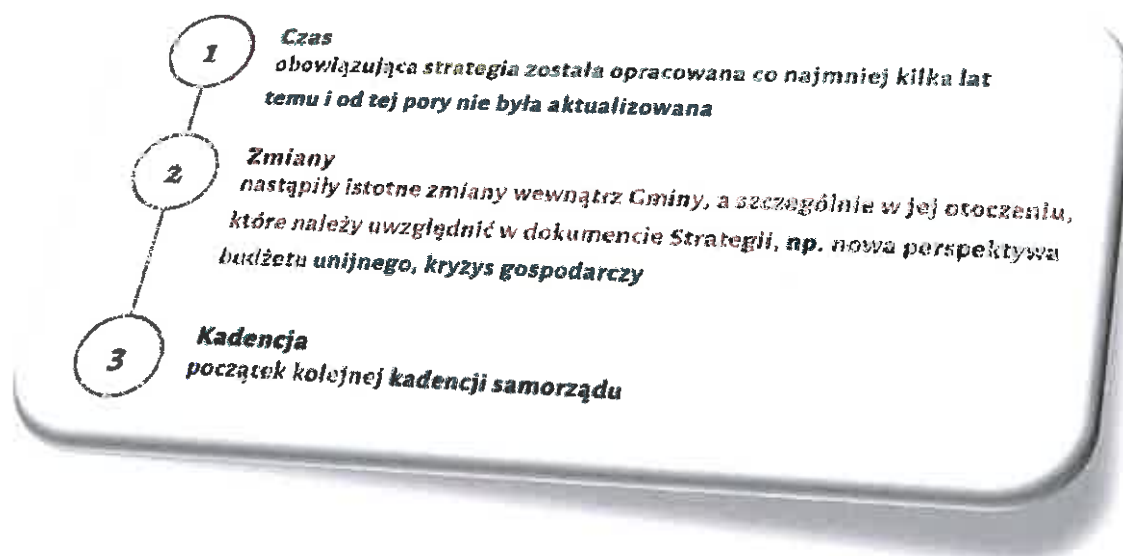 1
Czas
obowiązująca strategia została opracowana co najmniej kilka lat
temu i od tej pory nie była aktualizowana
2
Zmiany
nastąpiły istotne zmiany wewnątrz Gminy, a szczególnie w jej otoczeniu,
które należy uwzględnić w dokumencie Strategii, np. nowa perspektywa
budżetu unijnego, kryzys gospodarczy
3
Kadencja
początek kolejnej kadencji samorządu